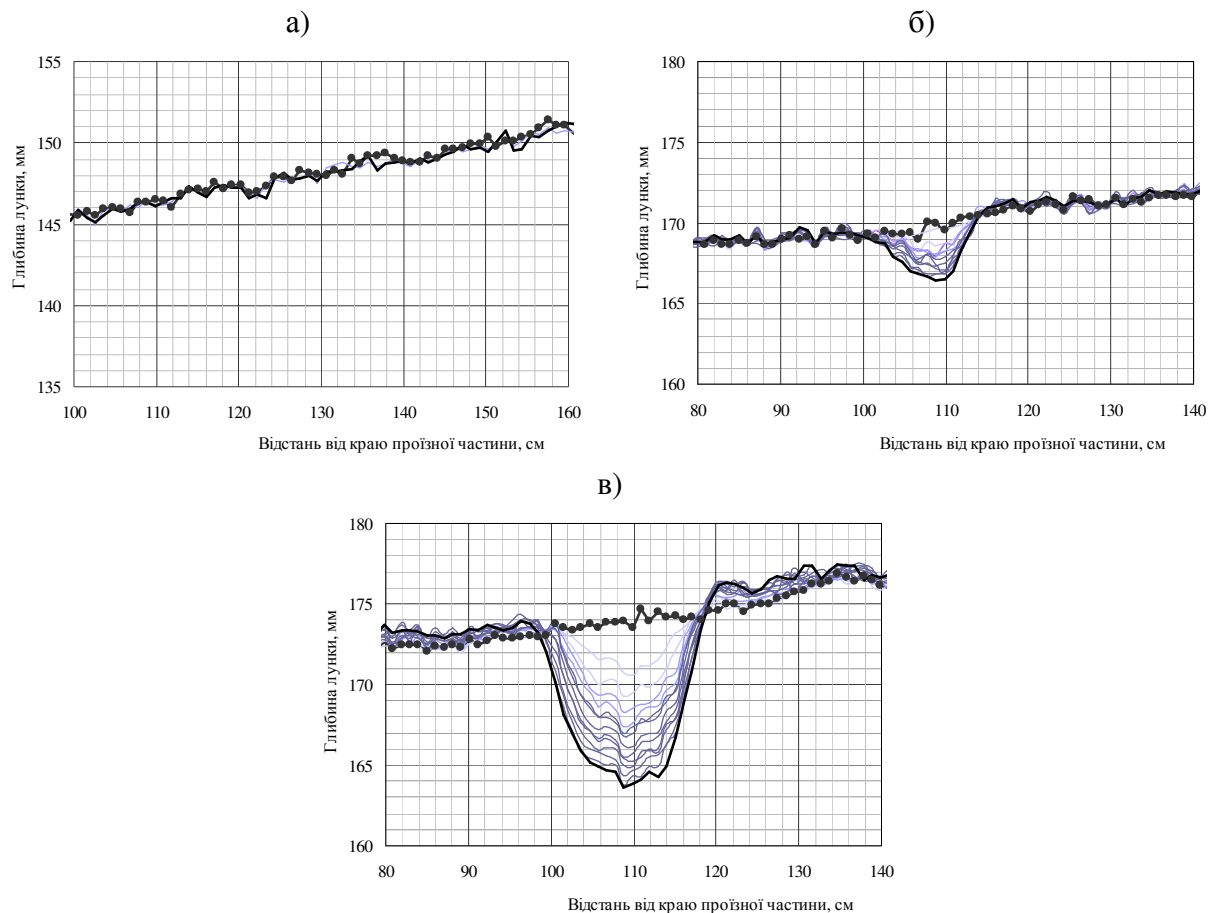 а)
б)
155
150
145
140
135
Глибина лунки, мм
100 110 120 130 140 150 160
Відстань від краю проїзної частини, см
180
175
170
165
160
Глибина лунки, мм
80 90 100 110 120 130 140
Відстань від краю проїзної частини, см
в)
180
175
170
165
160
Глибина лунки, мм
80 90 100 110 120 130 140
Відстань від краю проїзної частини, см